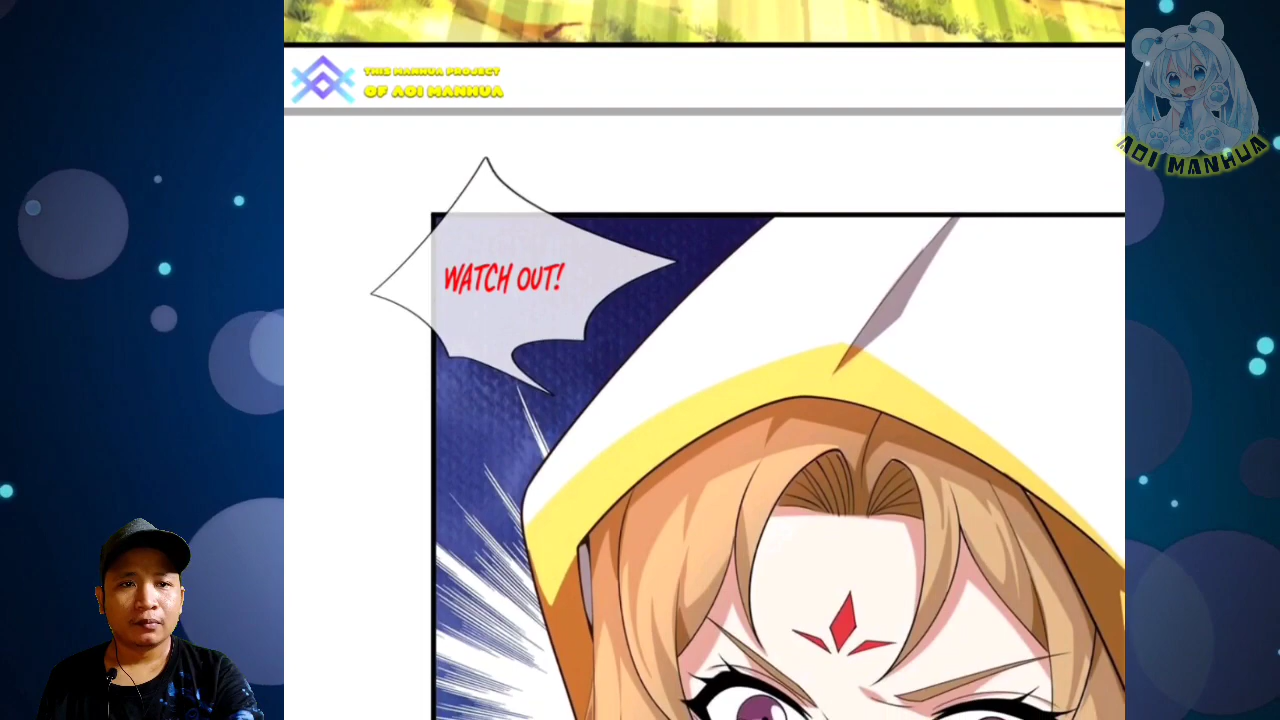 THIS MANHUA PROJECT
OF AOI MANHUA
AOI MANHUA
WATCH OUT!